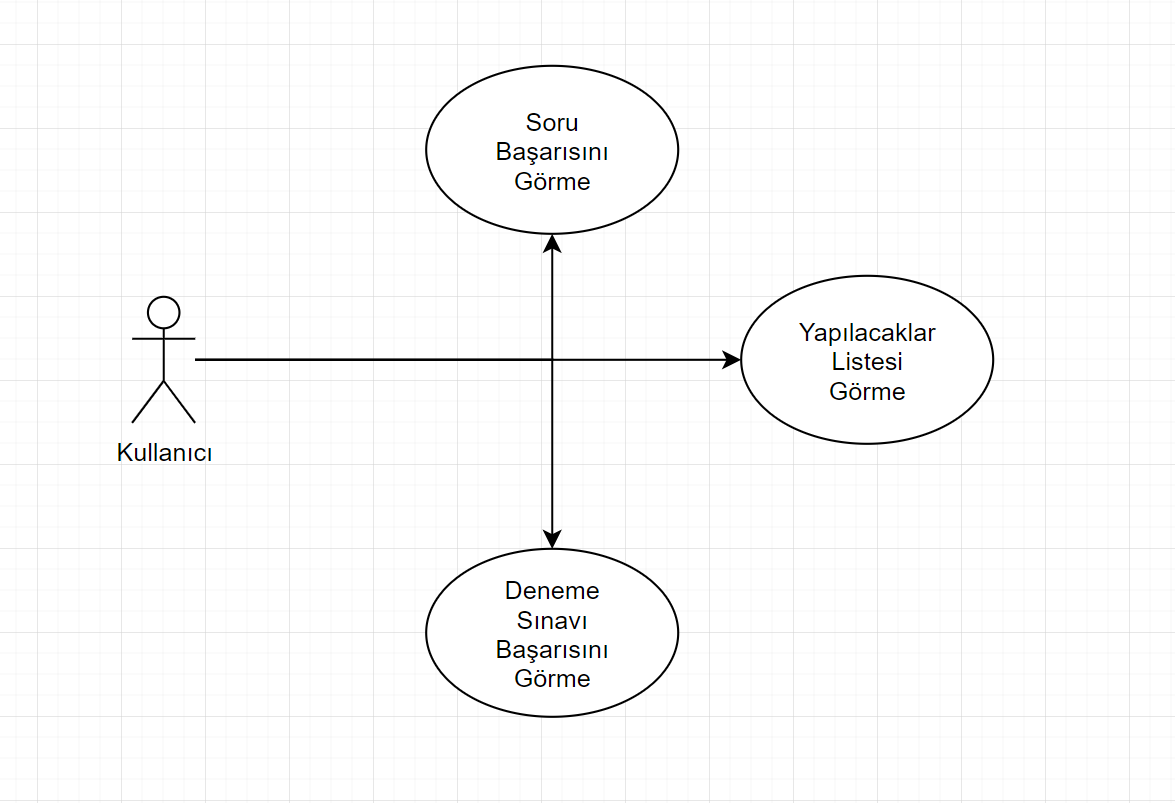 Soru
Başarısını
Görme
Yapılacaklar
Listesi
Görme
Kullanıcı
Deneme
Sınavı
Başarısını
Görme